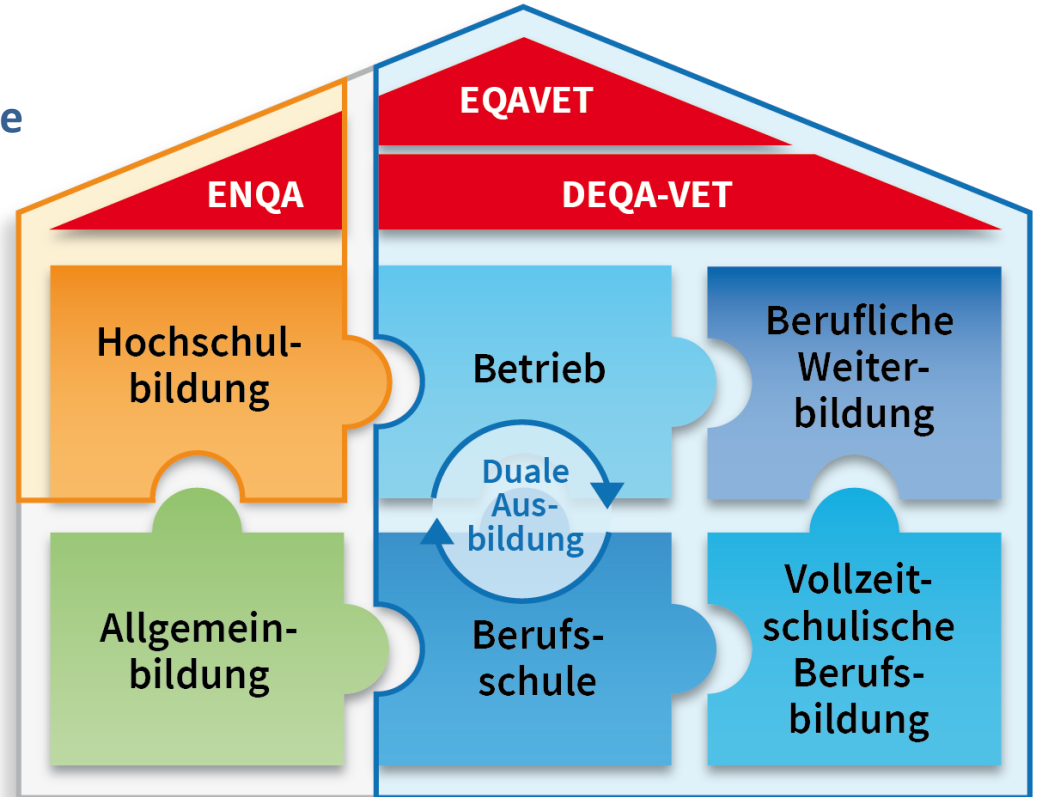 e
EQAVET
ENQA
DEQA-VET
Hochschul-
bildung
Betrieb
Berufliche
Weiter-
bildung
Duale
Aus-
bildung
Allgemein-
bildung
Berufs-
schule
Vollzeit-
schulische
Berufs-
bildung